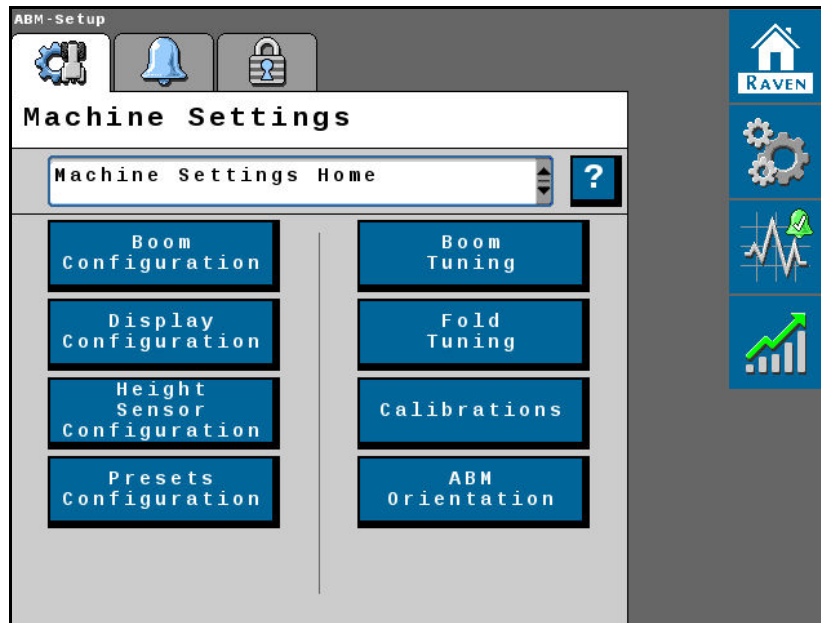 ABM-Setup
RAVEN
Machine Settings
Machine Settings Home
?
Boom
Configuration
Boom
Tuning
Display
Configuration
Fold
Tuning
Height
Sensor
Configuration
Calibrations
Presets
Configuration
ABM
Orientation